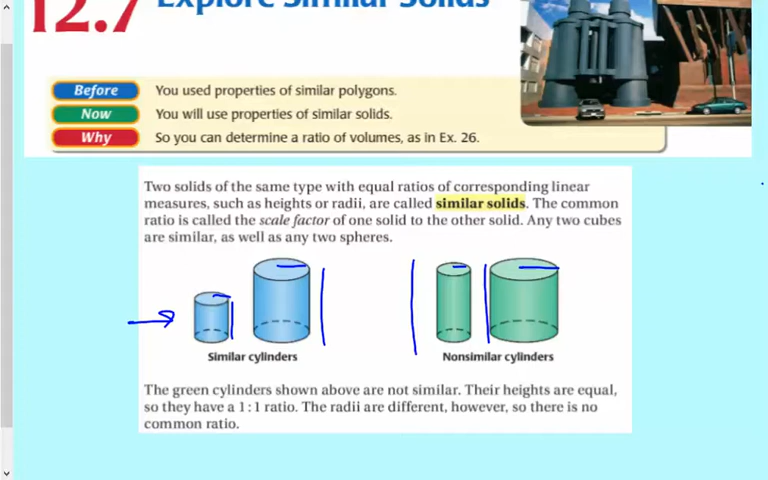 12.7 Explore Similar Solids
Before You used properties of similar polygons.
Now You will use properties of similar solids.
Why So you can determine a ratio of volumes, as in Ex. 26.
Two solids of the same type with equal ratios of corresponding linear
measures, such as heights or radii, are called similar solids. The common
ratio is called the scale factor of one solid to the other solid. Any two cubes
are similar, as well as any two spheres.
Similar cylinders
Nonsimilar cylinders
The green cylinders shown above are not similar. Their heights are equal,
so they have a 1 : 1 ratio. The radii are different, however, so there is no
common ratio.